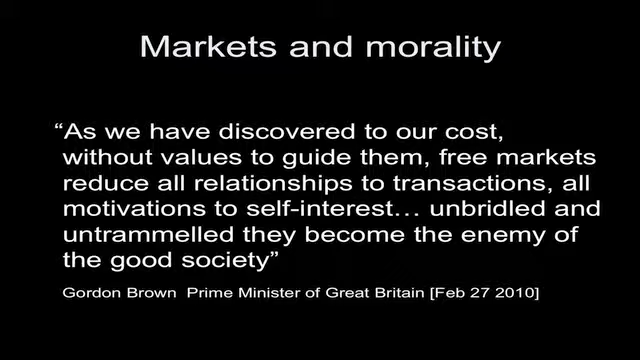 Markets and morality
“As we have discovered to our cost,
without values to guide them, free markets
reduce all relationships to transactions, all
motivations to self-interest… unbridled and
untrammelled they become the enemy of
the good society”
Gordon Brown Prime Minister of Great Britain [Feb 27 2010]